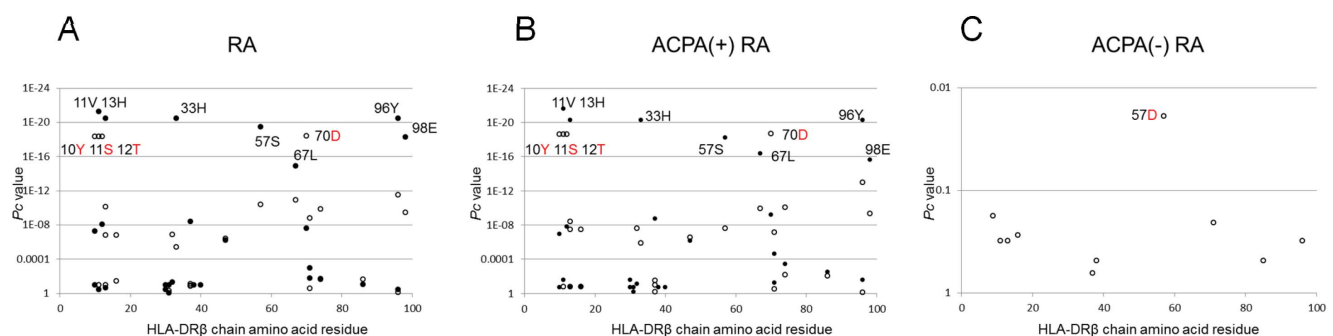 A
RA
1E-24
1E-20
1E-16
1E-12
1E-08
0.0001
1
Pc value
11V 13H
33H
96Y
98E
57S
70D
67L
10Y 11S 12T
0 20 40 60 80 100
HLA-DRβ chain amino acid residue
B
ACPA(+) RA
1E-24
1E-20
1E-16
1E-12
1E-08
0.0001
1
Pc value
11V 13H
33H
96Y
70D
57S
67L
98E
10Y 11S 12T
0 20 40 60 80 100
HLA-DRβ chain amino acid residue
C
ACPA(-) RA
0.01
0.1
1
Pc value
57D
0 20 40 60 80 100
HLA-DRβ chain amino acid residue